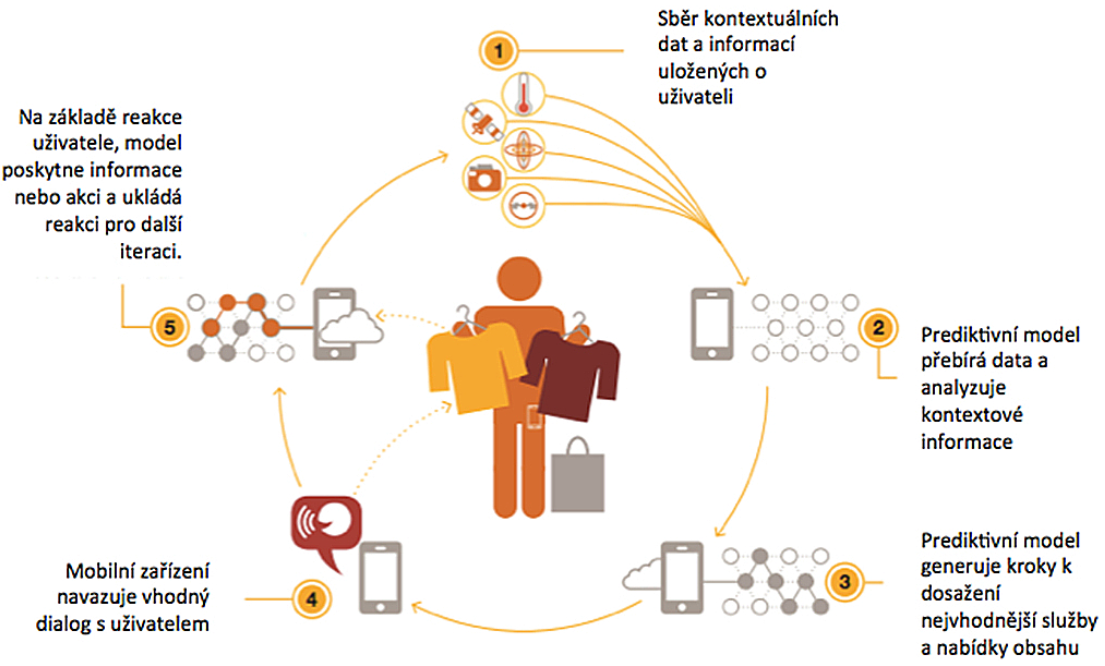 1
Sběr kontextuálních
dat a informací
uložených o
uživateli
2
Prediktivní model
přebírá data a
analyzuje
kontextové
informace
3
Prediktivní model
generuje kroky k
dosažení
nejvhodnější služby
a nabídky obsahu
4
Mobilní zařízení
navazuje vhodný
dialog s uživatelem
5
Na základě reakce
uživatele, model
poskytne informace
nebo akci a ukládá
reakci pro další
iteraci.